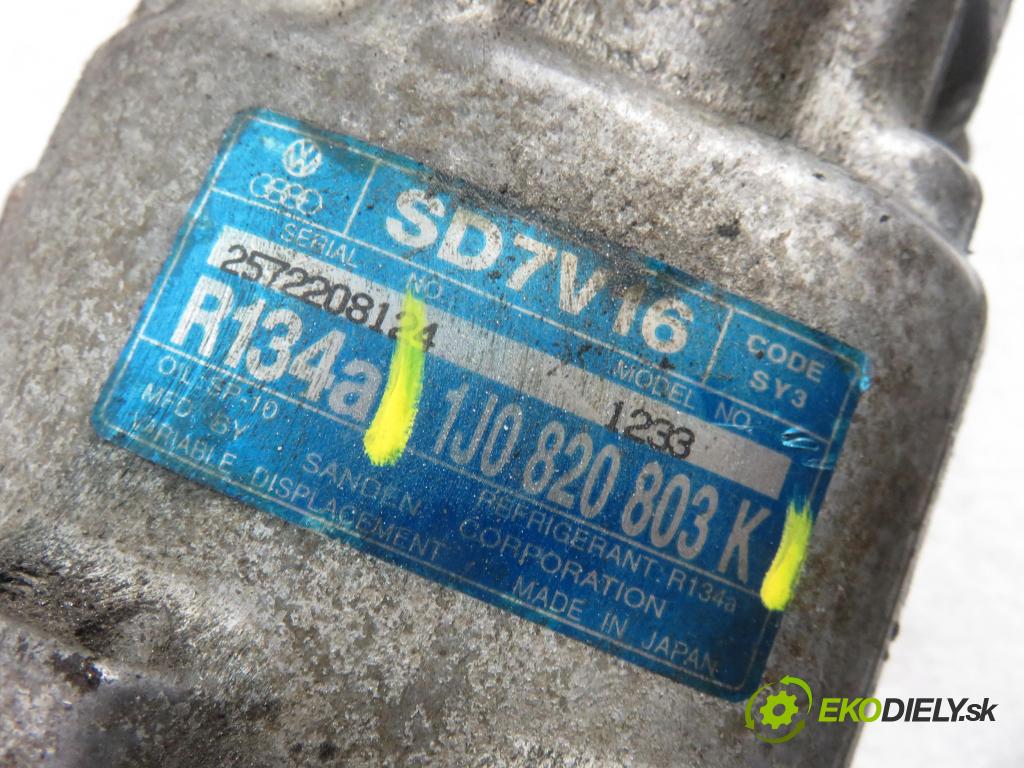 SD7V16
CODE
SY3
SERIAL NO.
MODEL NO.
2572208124
1233
R134a
1J0 820 803 K
OIL:SP-10
REFRIGERANT: R134a
MFD BY
SANDEN CORPORATION
VARIABLE DISPLACEMENT
MADE IN JAPAN
EKODIELY.sk